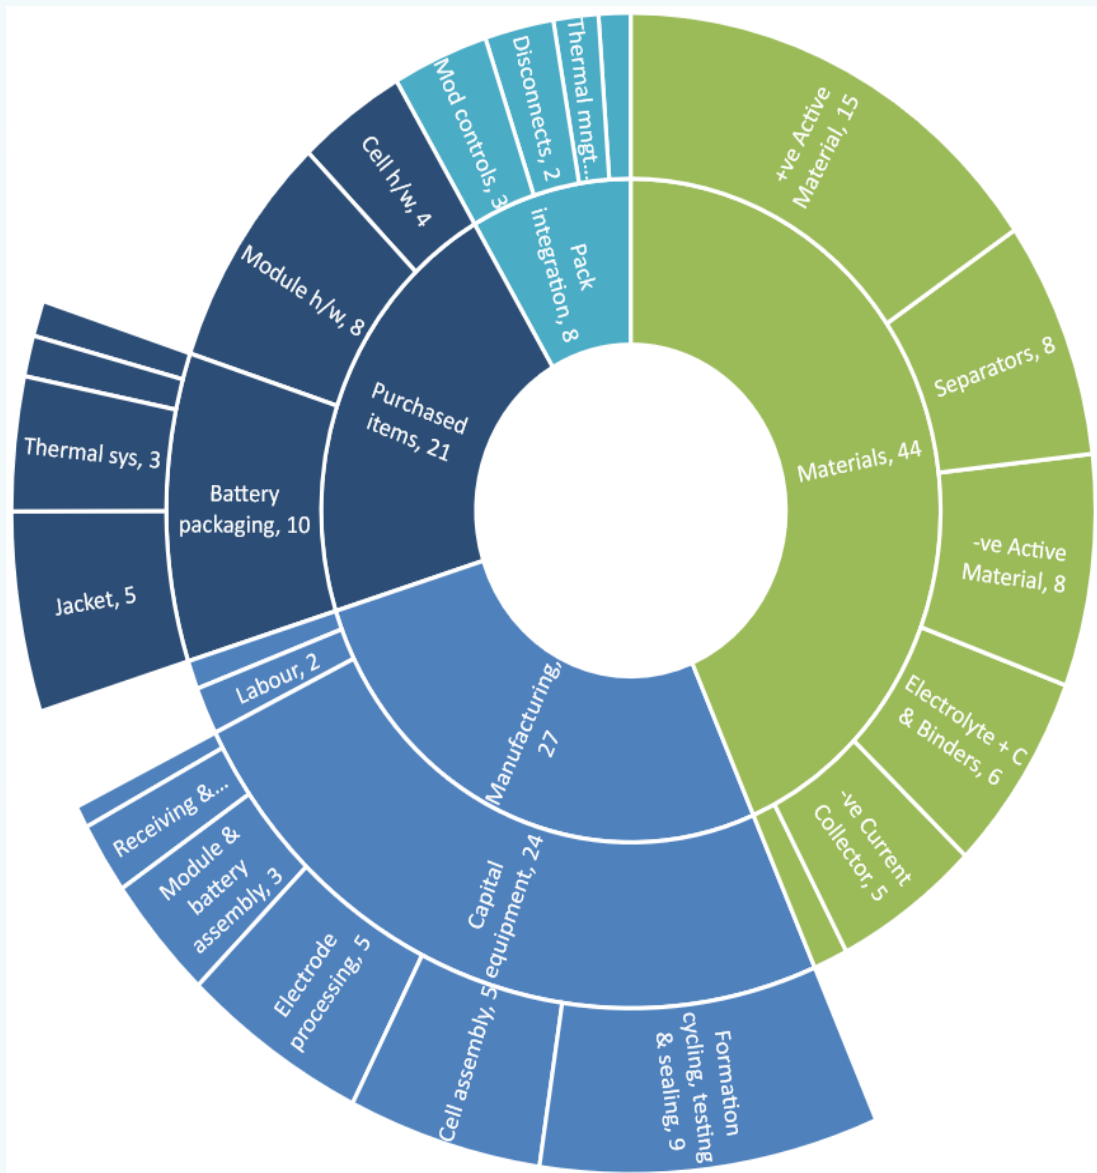 +ve Active
Material, 15
Separators, 8
-ve Active
Material, 8
Electrolyte + C
& Binders, 6
-ve Current
Collector, 5
Materials, 44
Formation
cycling, testing
& sealing, 9
Cell assembly, 5
Electrode
processing, 5
Module &
battery
assembly, 3
Receiving &...
Capital
equipment, 24
Labour, 2
Manufacturing,
27
Jacket, 5
Thermal sys, 3
Battery
packaging, 10
Module h/w, 8
Cell h/w, 4
Purchased
items, 21
Mod controls, 3
Disconnects, 2
Thermal mngt...
Pack
integration, 8